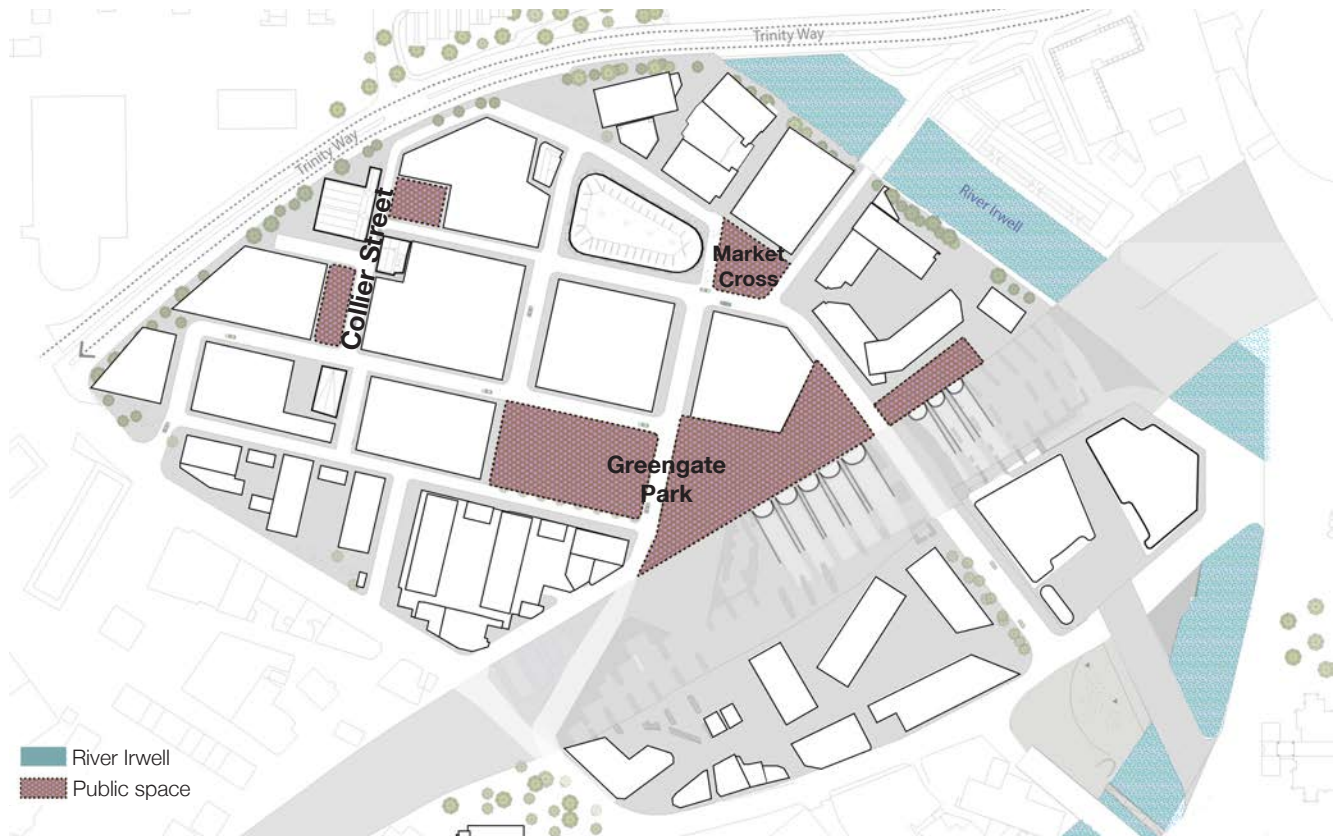 Trinity Way
Trinity Way
River Irwell
Collier Street
Market
Cross
Greengate
Park
River Irwell
Public space